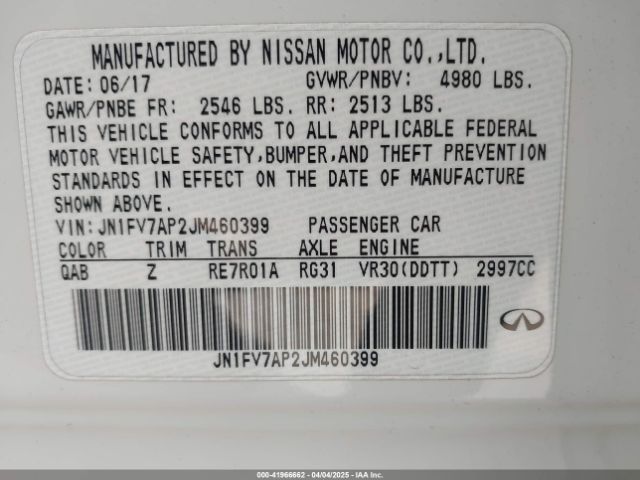 MANUFACTURED BY NISSAN MOTOR CO.,LTD.
DATE: 06/17 GVWR/PNBV: 4980 LBS.
GAWR/PNBE FR: 2546 LBS. RR: 2513 LBS.
THIS VEHICLE CONFORMS TO ALL APPLICABLE FEDERAL
MOTOR VEHICLE SAFETY,BUMPER,AND THEFT PREVENTION
STANDARDS IN EFFECT ON THE DATE OF MANUFACTURE
SHOWN ABOVE.
VIN: JN1FV7AP2JM460399 PASSENGER CAR
COLOR TRIM TRANS AXLE ENGINE
QAB Z RE7R01A RG31 VR30(DDTT) 2997CC
JN1FV7AP2JM460399
000-41966662 - 04/04/2025 - IAA Inc.